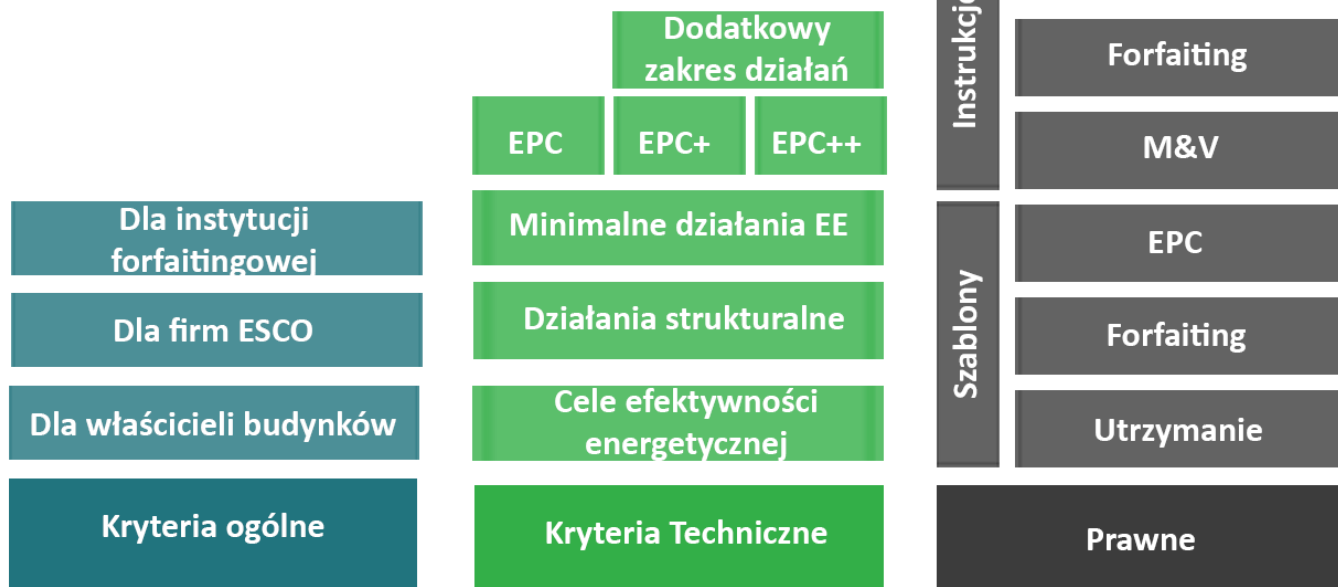 Dodatkowy
zakres działań
EPC
EPC+
EPC++
Minimalne działania EE
Działania strukturalne
Cele efektywności
energetycznej
Kryteria Techniczne
Dla instytucji
forfaitingowej
Dla firm ESCO
Dla właścicieli budynków
Kryteria ogólne
Instrukcje
Forfaiting
M&V
Szablony
EPC
Forfaiting
Utrzymanie
Prawne